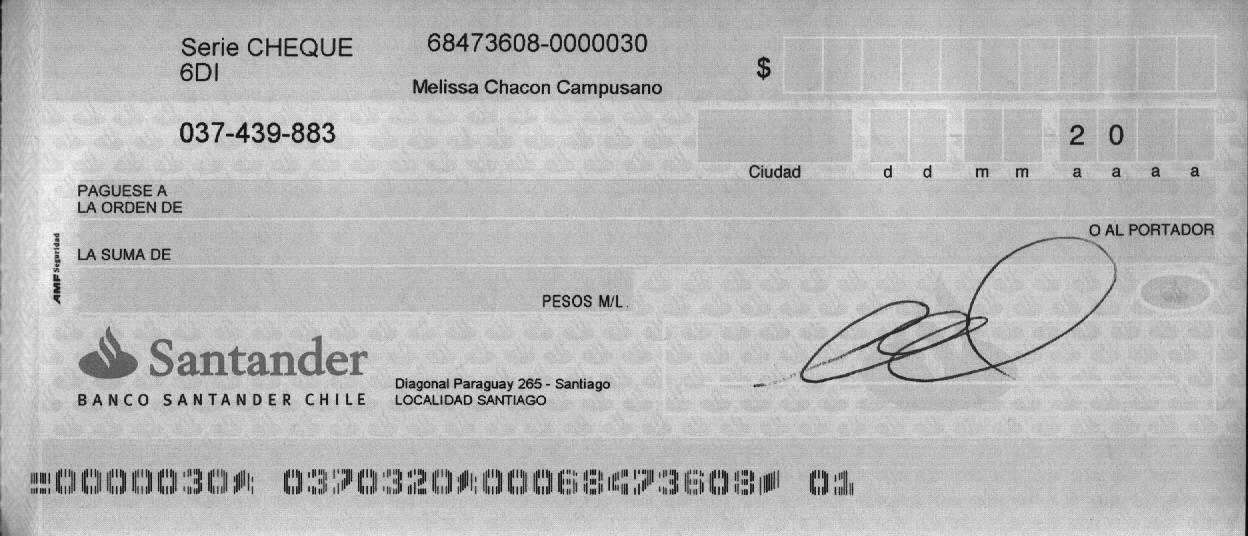 Serie CHEQUE 68473608-0000030
6DI
$
Melissa Chacon Campusano
037-439-883
2 0
Ciudad d d m m a a a a
PAGUESE A
LA ORDEN DE
O AL PORTADOR
LA SUMA DE
AMF Seguridad
PESOS M/L.
Santander
BANCO SANTANDER CHILE
Diagonal Paraguay 265 - Santiago
LOCALIDAD SANTIAGO
0000030 0370320 00068473608 01